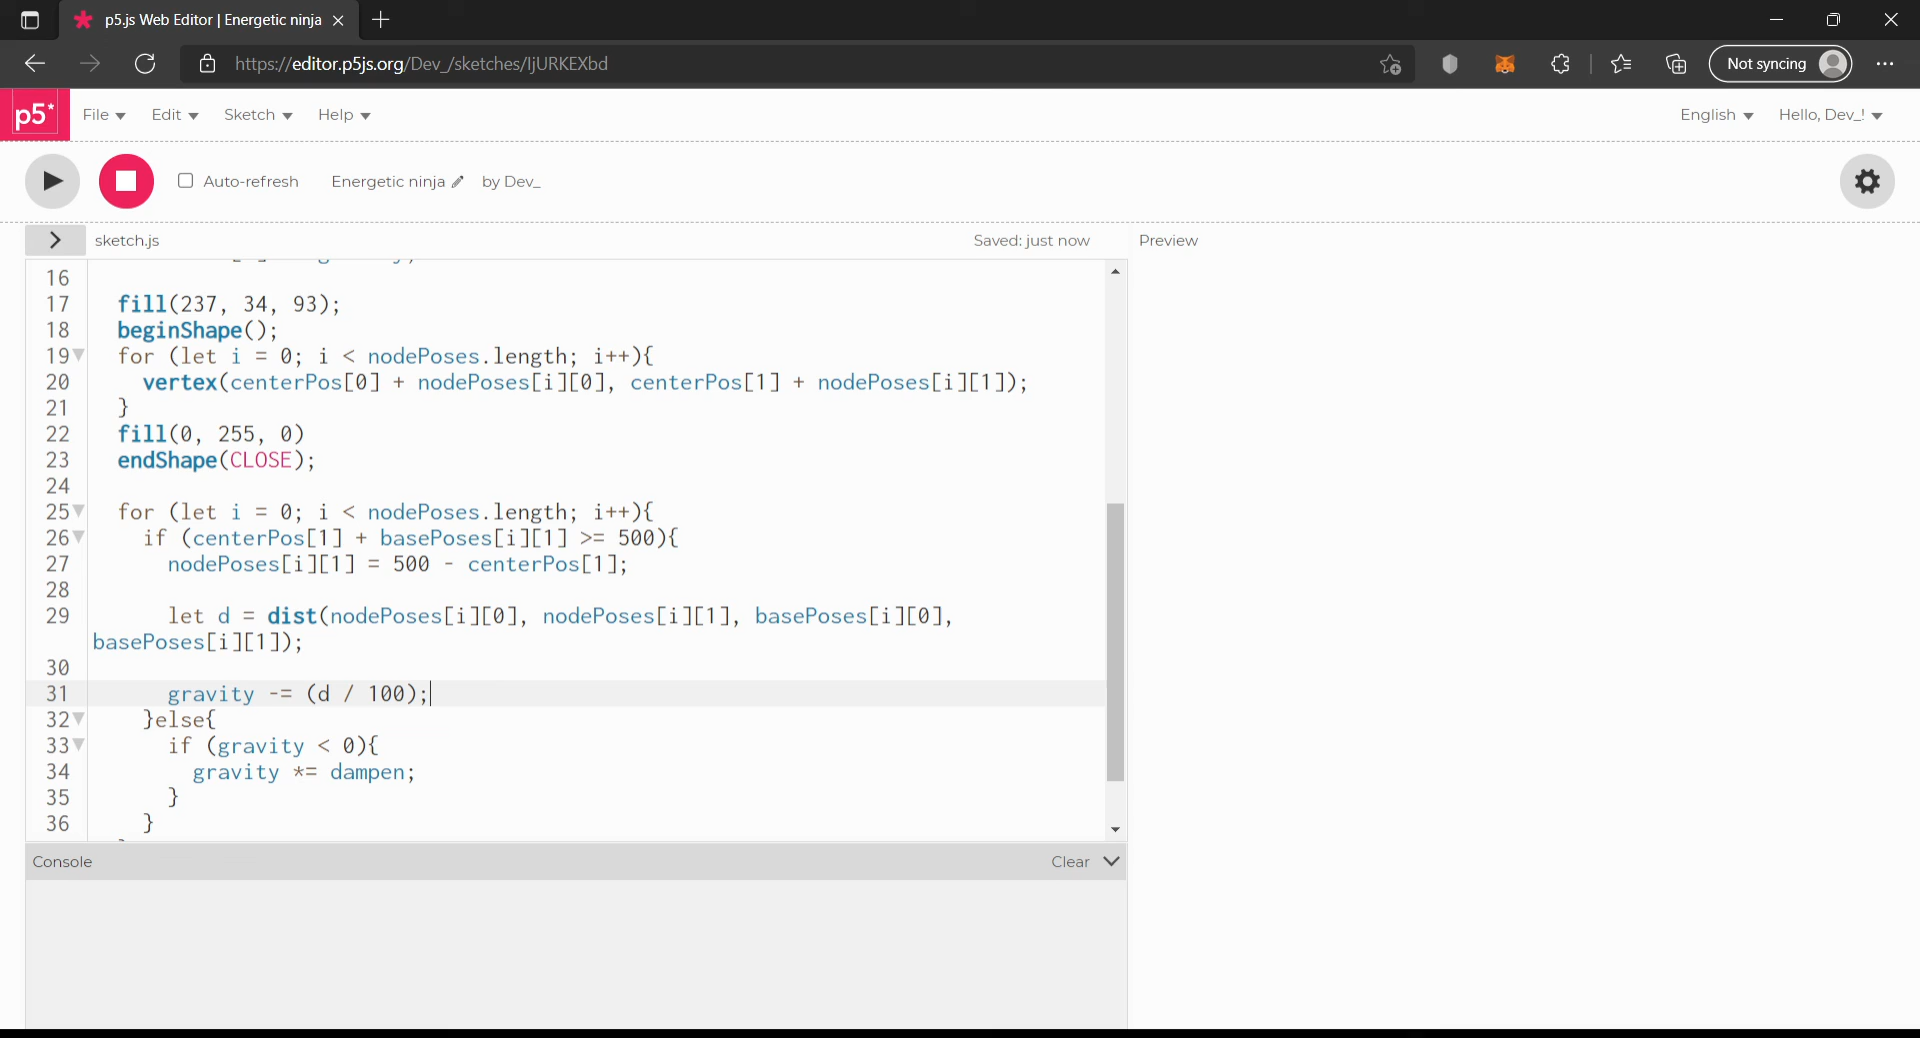 p5.js Web Editor | Energetic ninja
https://editor.p5js.org/Dev_/sketches/IjURKEXbd
Not syncing
p5*
File
Edit
Sketch
Help
English
Hello, Dev_!
Auto-refresh
Energetic ninja
by Dev_
sketch.js
Saved: just now
Preview
16
17 fill(237, 34, 93);
18 beginShape();
19 for (let i = 0; i < nodePoses.length; i++){
20 vertex(centerPos[0] + nodePoses[i][0], centerPos[1] + nodePoses[i][1]);
21 }
22 fill(0, 255, 0)
23 endShape(CLOSE);
24
25 for (let i = 0; i < nodePoses.length; i++){
26 if (centerPos[1] + basePoses[i][1] >= 500){
27 nodePoses[i][1] = 500 - centerPos[1];
28
29 let d = dist(nodePoses[i][0], nodePoses[i][1], basePoses[i][0],
basePoses[i][1]);
30
31 gravity -= (d / 100);
32 }else{
33 if (gravity < 0){
34 gravity *= dampen;
35 }
36 }
Console
Clear